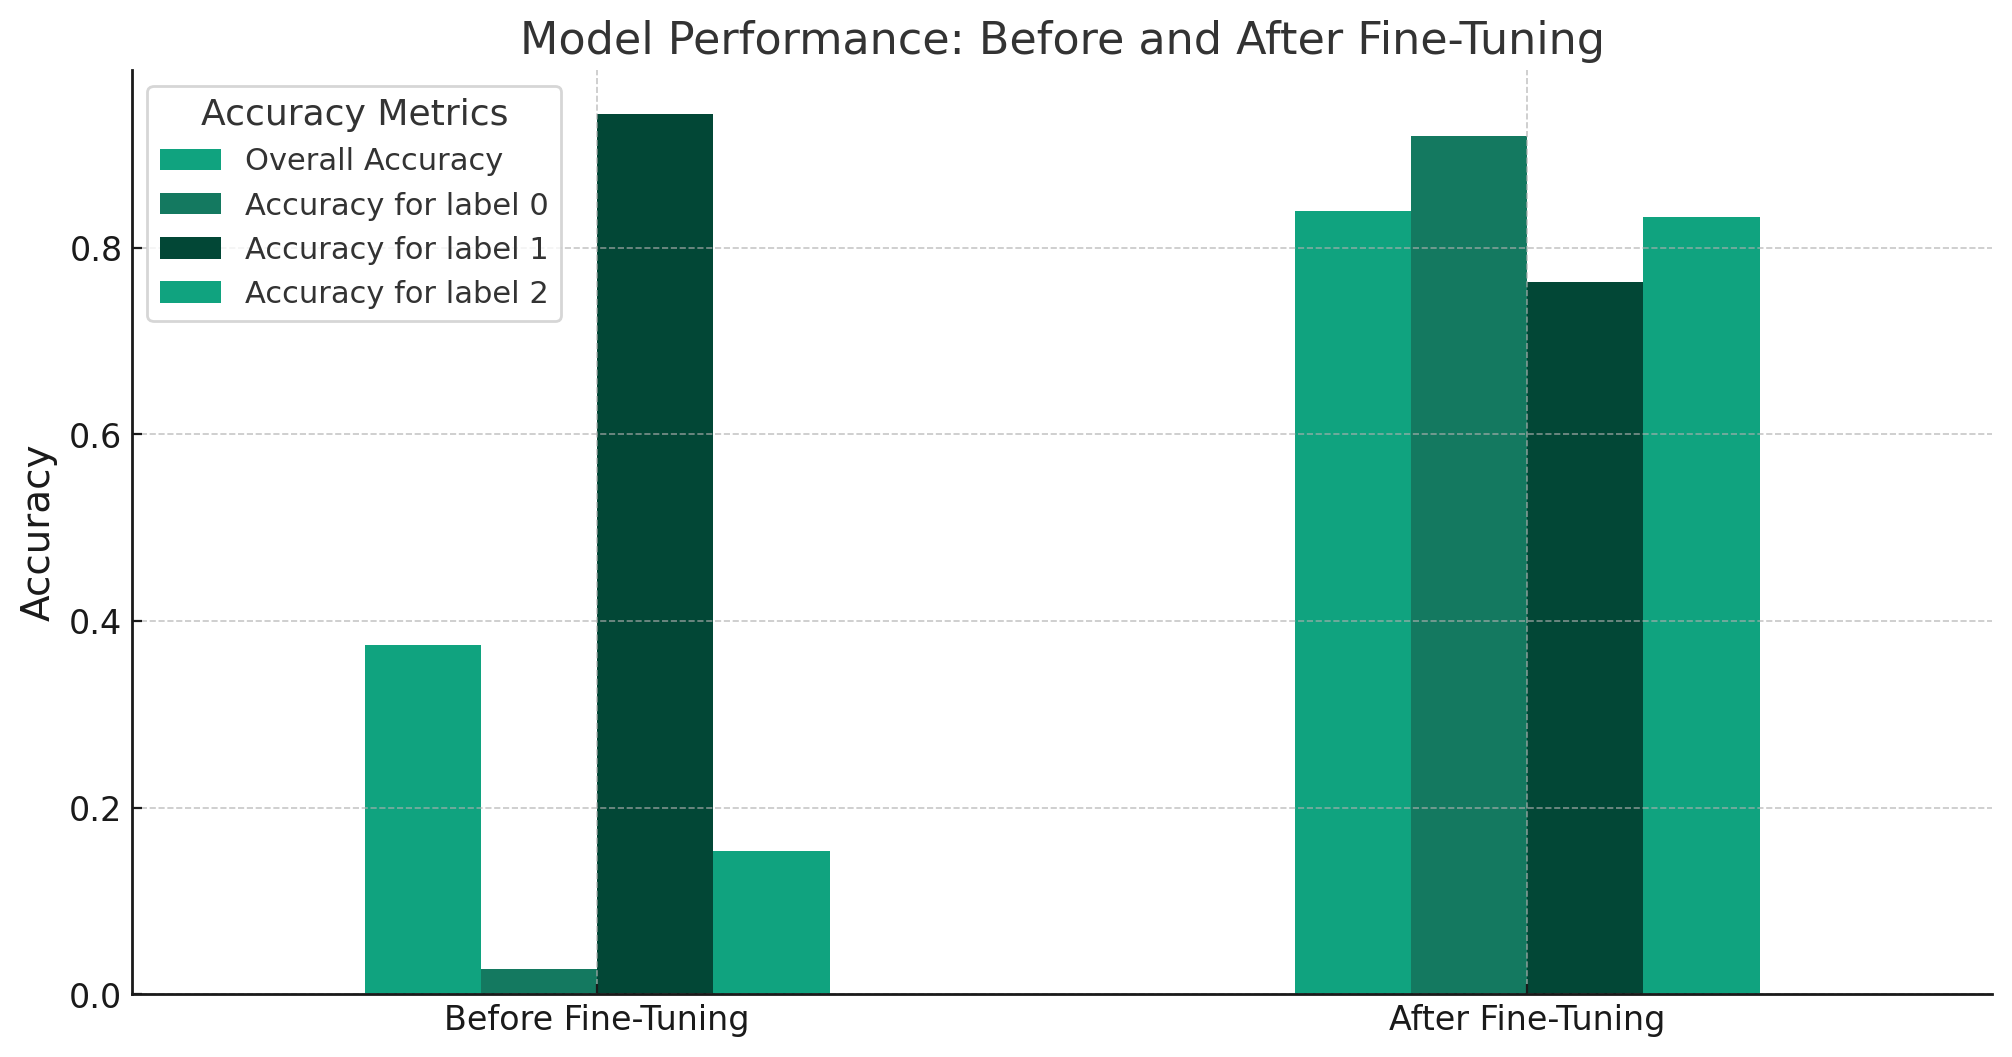 Model Performance: Before and After Fine-Tuning
Accuracy Metrics
Overall Accuracy
Accuracy for label 0
Accuracy for label 1
Accuracy for label 2
Accuracy
0.8
0.6
0.4
0.2
0.0
Before Fine-Tuning
After Fine-Tuning